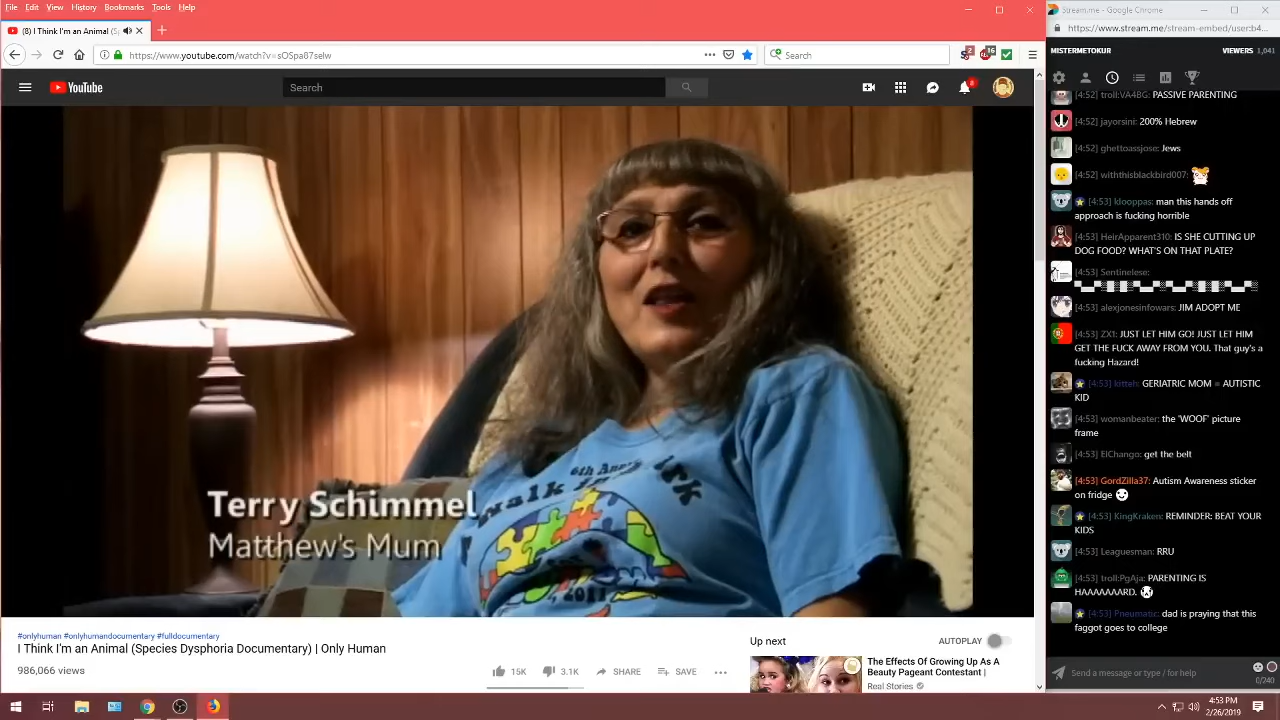 File Edit View History Bookmarks Tools Help
Stream.me - Google Chrome
(8) I Think I'm an Animal (Sp
https://www.youtube.com/watch?v=sOSpa87selw
Search
https://www.stream.me/stream-embed/user:b4...
MISTERMETOKUR
VIEWERS 1,041
YouTube
Search
8
[4:52] troll:VA4BG: PASSIVE PARENTING
[4:52] jayorsini: 200% Hebrew
[4:52] ghettoassjose: Jews
[4:52] withthisblackbird007:
[4:53] klooppas: man this hands off
approach is fucking horrible
[4:53] HeirApparent310: IS SHE CUTTING UP
DOG FOOD? WHAT'S ON THAT PLATE?
[4:53] Sentinelese:
[4:53] alexjonesinfowars: JIM ADOPT ME
[4:53] ZX1: JUST LET HIM GO! JUST LET HIM
GET THE FUCK AWAY FROM YOU. That guy's a
fucking Hazard!
[4:53] kitteh: GERIATRIC MOM = AUTISTIC
KID
[4:53] womanbeater: the 'WOOF' picture
frame
[4:53] ElChango: get the belt
[4:53] GordZilla37: Autism Awareness sticker
on fridge
[4:53] KingKraken: REMINDER: BEAT YOUR
KIDS
[4:53] Leaguesman: RRU
[4:53] troll:PgAja: PARENTING IS
HAAAAAAARD.
[4:53] Pneumatic: dad is praying that this
faggot goes to college
Send a message or type / for help
0/240
6th Annual
2011
Terry Schimmel
Matthew's Mum
#onlyhuman #onlyhumandocumentary #fulldocumentary
I Think I'm an Animal (Species Dysphoria Documentary) | Only Human
986,066 views
15K 3.1K SHARE SAVE
Up next
AUTOPLAY
The Effects Of Growing Up As A
Beauty Pageant Contestant |
Real Stories
4:53 PM
2/26/2019